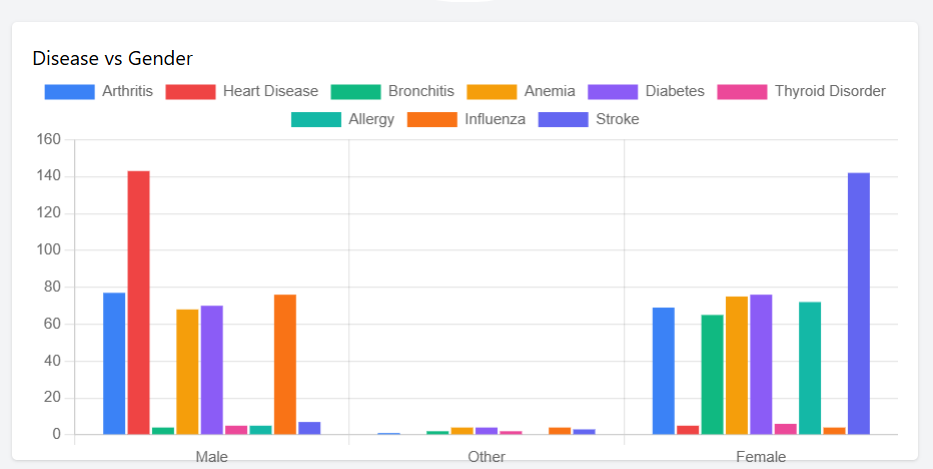 Disease vs Gender
Arthritis Heart Disease Bronchitis Anemia Diabetes Thyroid Disorder
Allergy Influenza Stroke
160
140
120
100
80
60
40
20
0
Male Other Female